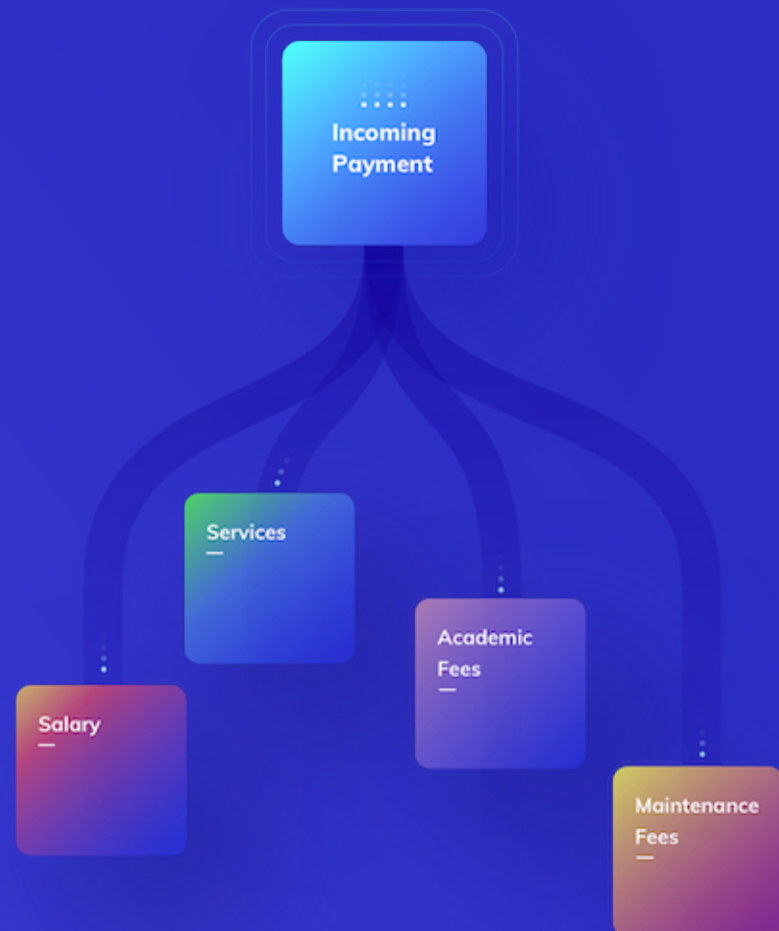 Incoming
Payment
Services
Academic
Fees
Salary
Maintenance
Fees